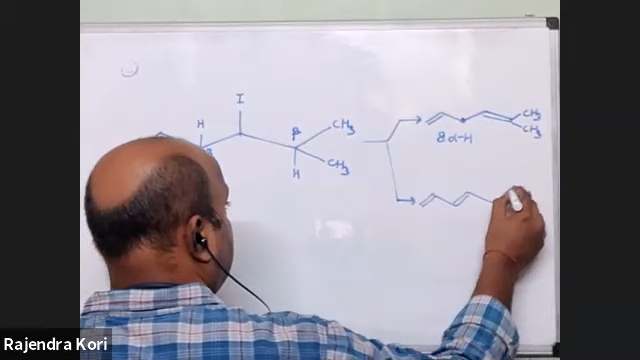 I
H
β
CH3
β
CH3
H
CH3
CH3
8 α-H
Rajendra Kori